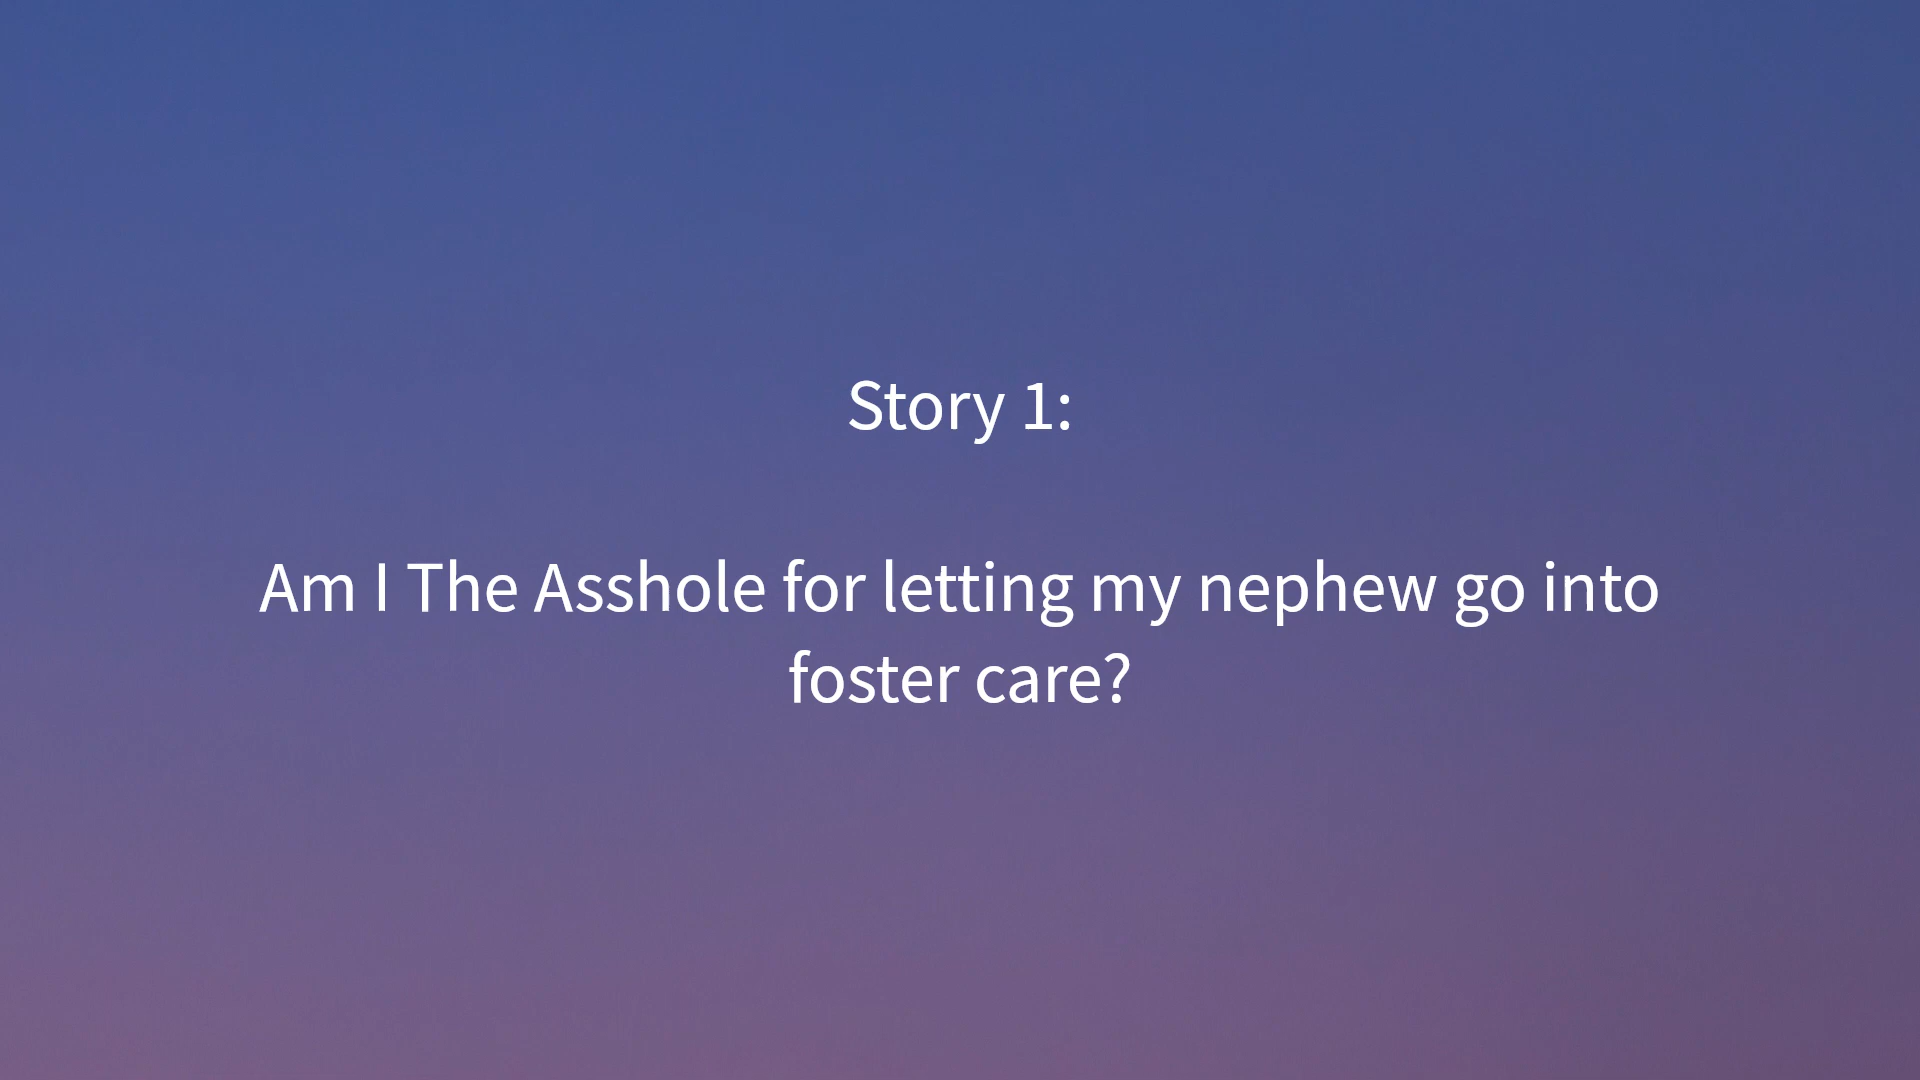 Story 1:
Am I The Asshole for letting my nephew go into
foster care?